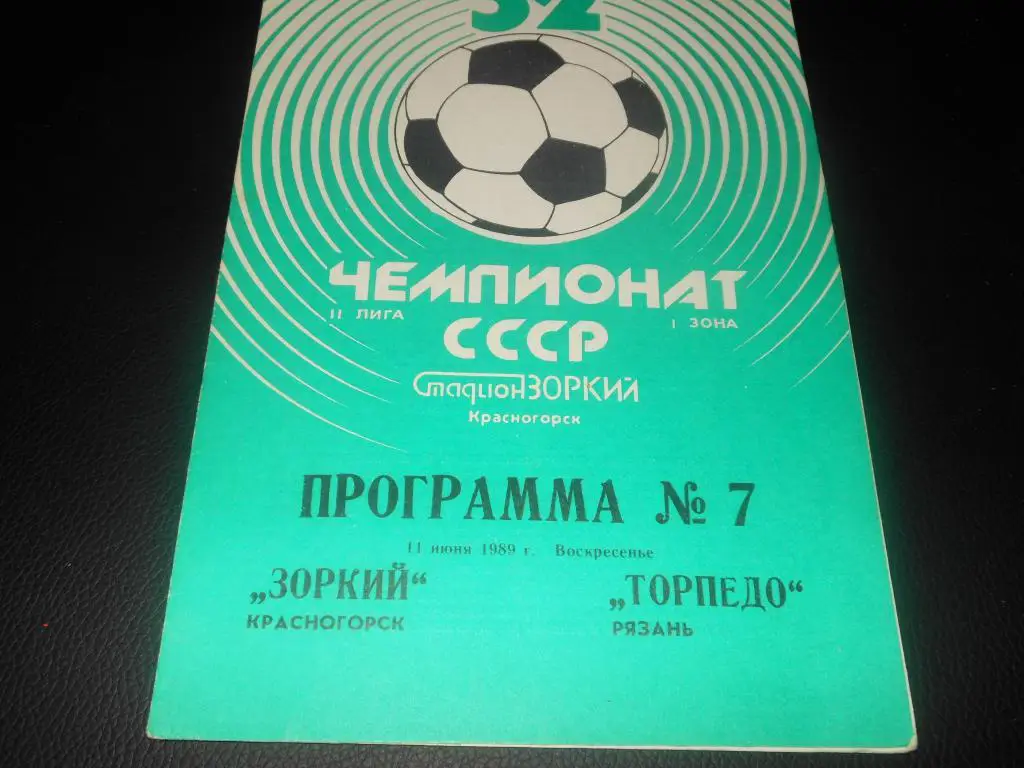 52
ЧЕМПИОНАТ
II ЛИГА
I ЗОНА
СССР
Стадион ЗОРКИЙ
Красногорск
ПРОГРАММА № 7
11 июня 1989 г. Воскресенье
„ЗОРКИЙ“ „ТОРПЕДО“
КРАСНОГОРСК РЯЗАНЬ